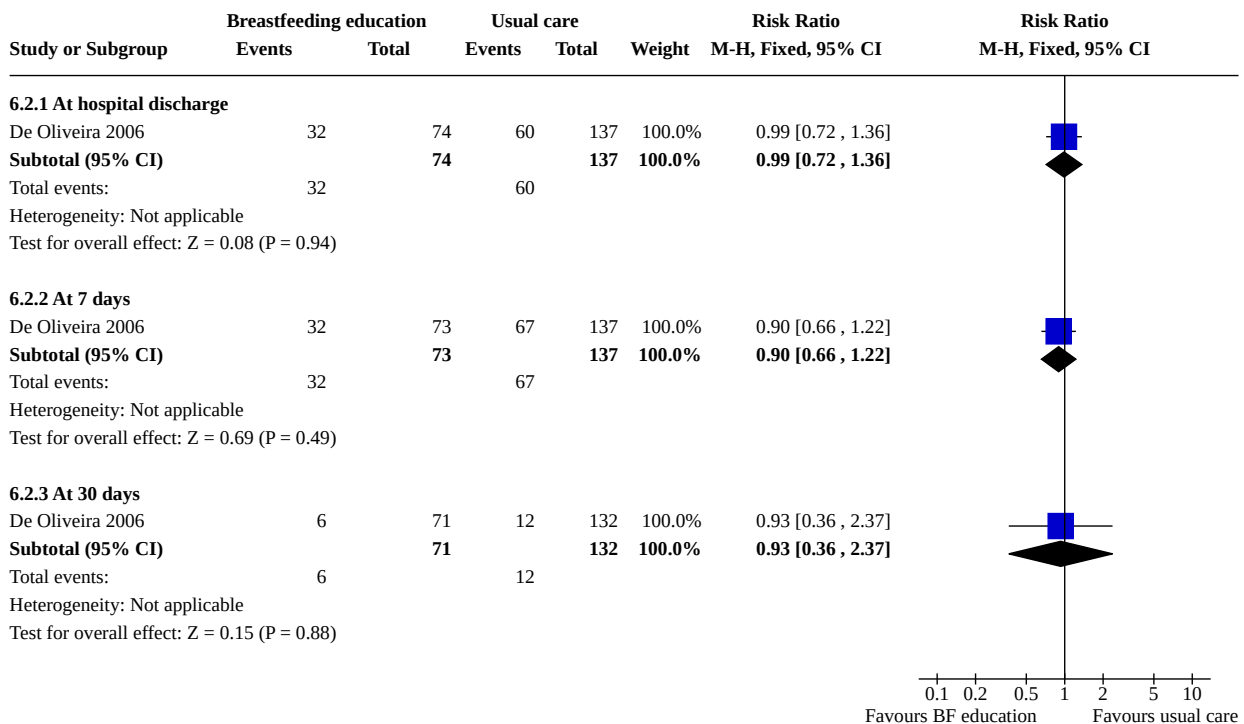 Breastfeeding education Usual care Risk Ratio Risk Ratio
Study or Subgroup Events Total Events Total Weight M-H, Fixed, 95% CI M-H, Fixed, 95% CI
6.2.1 At hospital discharge
De Oliveira 2006 32 74 60 137 100.0% 0.99 [0.72 , 1.36]
Subtotal (95% CI) 74 137 100.0% 0.99 [0.72 , 1.36]
Total events: 32 60
Heterogeneity: Not applicable
Test for overall effect: Z = 0.08 (P = 0.94)
6.2.2 At 7 days
De Oliveira 2006 32 73 67 137 100.0% 0.90 [0.66 , 1.22]
Subtotal (95% CI) 73 137 100.0% 0.90 [0.66 , 1.22]
Total events: 32 67
Heterogeneity: Not applicable
Test for overall effect: Z = 0.69 (P = 0.49)
6.2.3 At 30 days
De Oliveira 2006 6 71 12 132 100.0% 0.93 [0.36 , 2.37]
Subtotal (95% CI) 71 132 100.0% 0.93 [0.36 , 2.37]
Total events: 6 12
Heterogeneity: Not applicable
Test for overall effect: Z = 0.15 (P = 0.88)
0.1 0.2 0.5 1 2 5 10
Favours BF education Favours usual care